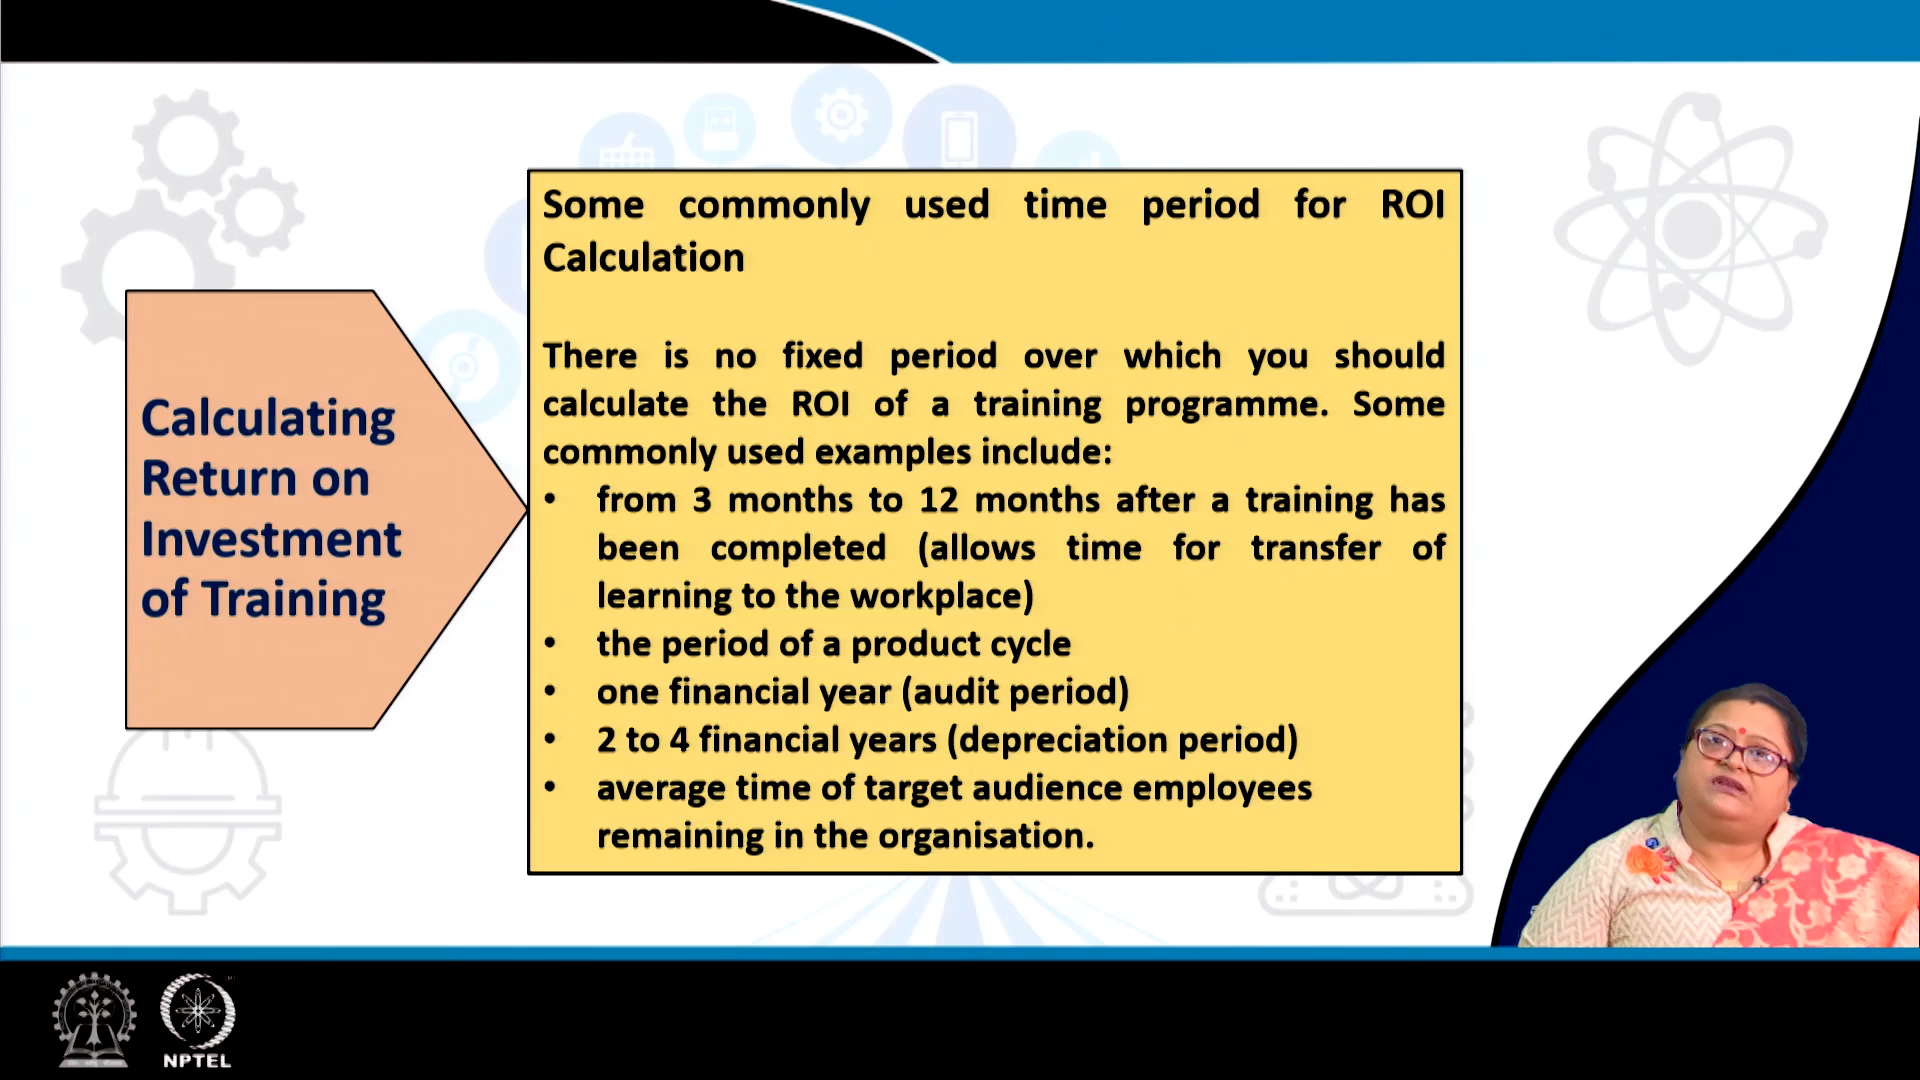 Some commonly used time period for ROI
Calculation
There is no fixed period over which you should
calculate the ROI of a training programme. Some
commonly used examples include:
• from 3 months to 12 months after a training has
been completed (allows time for transfer of
learning to the workplace)
• the period of a product cycle
• one financial year (audit period)
• 2 to 4 financial years (depreciation period)
• average time of target audience employees
remaining in the organisation.
Calculating
Return on
Investment
of Training
NPTEL